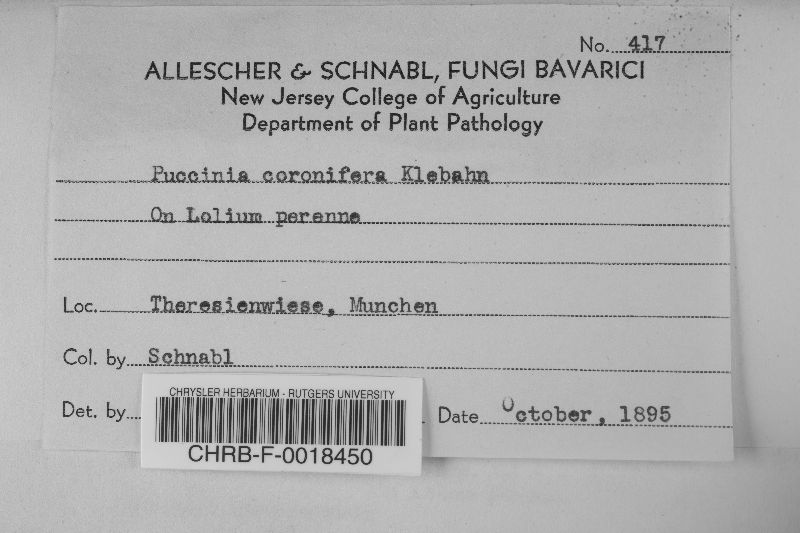 No. 417
ALLESCHER & SCHNABL, FUNGI BAVARICI
New Jersey College of Agriculture
Department of Plant Pathology
Puccinia coronifera Klebahn
On Lolium perenne
Loc. Theresienwiese, Munchen
Col. by Schnabl
Det. by
Date October, 1895
CHRYSLER HERBARIUM - RUTGERS UNIVERSITY
CHRB-F-0018450